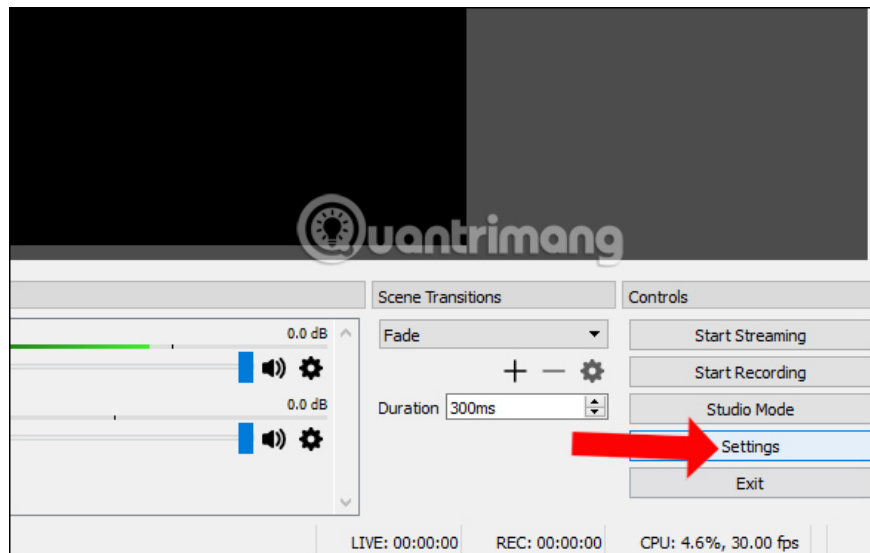 Quantrimang
Scene Transitions
Controls
0.0 dB
Fade
Start Streaming
Start Recording
0.0 dB
Duration 300ms
Studio Mode
Settings
Exit
LIVE: 00:00:00 REC: 00:00:00 CPU: 4.6%, 30.00 fps